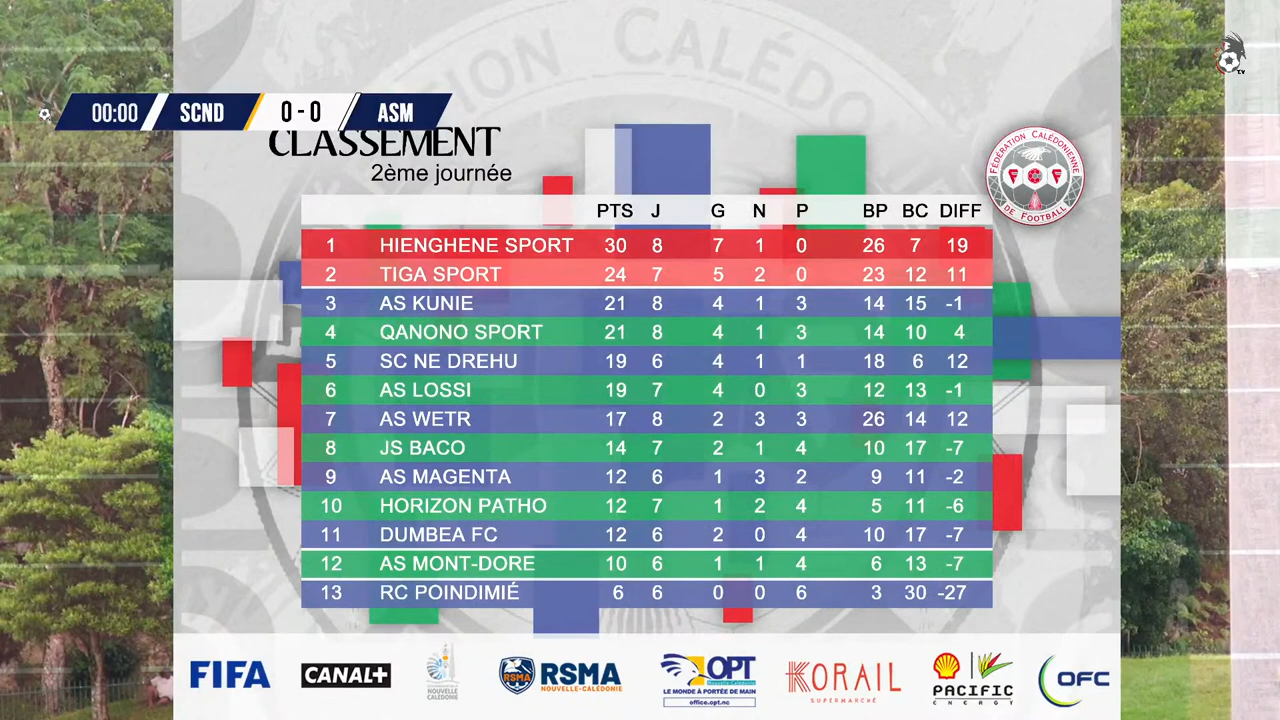 ION CALÉDO
00:00 SCND 0-0 ASM
TV
CLASSEMENT
2ème journée
FÉDÉRATION CALÉDONIENNE
DE FOOTBALL
PTS J G N P BP BC DIFF
1 HIENGHENE SPORT 30 8 7 1 0 26 7 19
2 TIGA SPORT 24 7 5 2 0 23 12 11
3 AS KUNIE 21 8 4 1 3 14 15 -1
4 QANONO SPORT 21 8 4 1 3 14 10 4
5 SC NE DREHU 19 6 4 1 1 18 6 12
6 AS LOSSI 19 7 4 0 3 12 13 -1
7 AS WETR 17 8 2 3 3 26 14 12
8 JS BACO 14 7 2 1 4 10 17 -7
9 AS MAGENTA 12 6 1 3 2 9 11 -2
10 HORIZON PATHO 12 7 1 2 4 5 11 -6
11 DUMBEA FC 12 6 2 0 4 10 17 -7
12 AS MONT-DORE 10 6 1 1 4 6 13 -7
13 RC POINDIMIÉ 6 6 0 0 6 3 30 -27
FIFA
CANAL+
NOUVELLE
CALÉDONIE
RSMA
NOUVELLE-CALÉDONIE
OPT
Nouvelle-Calédonie
LE MONDE À PORTÉE DE MAIN
office.opt.nc
KORAIL
SUPERMARCHÉ
PACIFIC
ENERGY
OFC